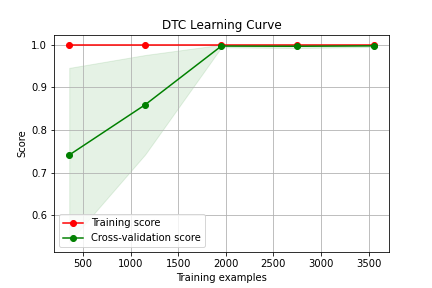 DTC Learning Curve
1.0
0.9
0.8
0.7
0.6
Score
Training score
Cross-validation score
500 1000 1500 2000 2500 3000 3500
Training examples